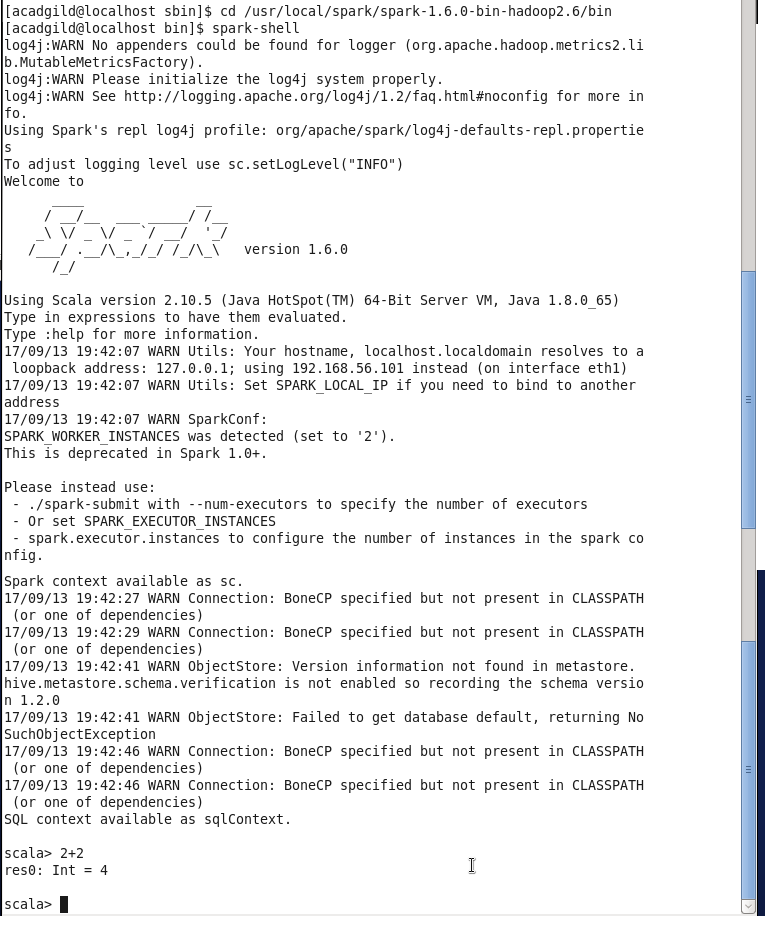 [acadgild@localhost sbin]$ cd /usr/local/spark/spark-1.6.0-bin-hadoop2.6/bin
[acadgild@localhost bin]$ spark-shell
log4j:WARN No appenders could be found for logger (org.apache.hadoop.metrics2.li
b.MutableMetricsFactory).
log4j:WARN Please initialize the log4j system properly.
log4j:WARN See http://logging.apache.org/log4j/1.2/faq.html#noconfig for more in
fo.
Using Spark's repl log4j profile: org/apache/spark/log4j-defaults-repl.propertie
s
To adjust logging level use sc.setLogLevel("INFO")
Welcome to
      ____              __
     / __/__  ___ _____/ /__
    _\ \/ _ \/ _ `/ __/  '_/
   /___/ .__/\_,_/_/ /_/\_\   version 1.6.0
      /_/

Using Scala version 2.10.5 (Java HotSpot(TM) 64-Bit Server VM, Java 1.8.0_65)
Type in expressions to have them evaluated.
Type :help for more information.
17/09/13 19:42:07 WARN Utils: Your hostname, localhost.localdomain resolves to a
 loopback address: 127.0.0.1; using 192.168.56.101 instead (on interface eth1)
17/09/13 19:42:07 WARN Utils: Set SPARK_LOCAL_IP if you need to bind to another
address
17/09/13 19:42:07 WARN SparkConf:
SPARK_WORKER_INSTANCES was detected (set to '2').
This is deprecated in Spark 1.0+.

Please instead use:
 - ./spark-submit with --num-executors to specify the number of executors
 - Or set SPARK_EXECUTOR_INSTANCES
 - spark.executor.instances to configure the number of instances in the spark co
nfig.
Spark context available as sc.
17/09/13 19:42:27 WARN Connection: BoneCP specified but not present in CLASSPATH
 (or one of dependencies)
17/09/13 19:42:29 WARN Connection: BoneCP specified but not present in CLASSPATH
 (or one of dependencies)
17/09/13 19:42:41 WARN ObjectStore: Version information not found in metastore.
hive.metastore.schema.verification is not enabled so recording the schema versio
n 1.2.0
17/09/13 19:42:41 WARN ObjectStore: Failed to get database default, returning No
SuchObjectException
17/09/13 19:42:46 WARN Connection: BoneCP specified but not present in CLASSPATH
 (or one of dependencies)
17/09/13 19:42:46 WARN Connection: BoneCP specified but not present in CLASSPATH
 (or one of dependencies)
SQL context available as sqlContext.

scala> 2+2
res0: Int = 4

scala>